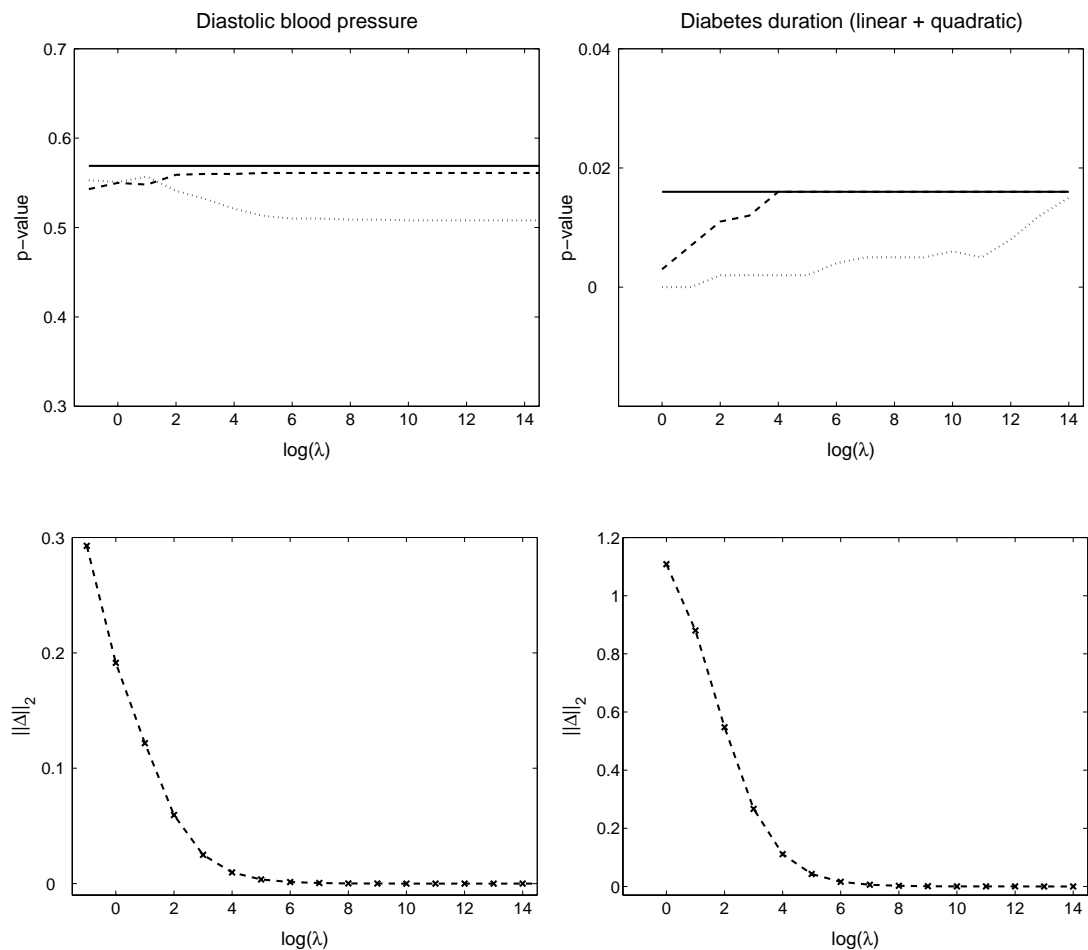 Diastolic blood pressure
0.7
0.6
0.5
0.4
0.3
p−value
0 2 4 6 8 10 12 14
log(λ)
Diabetes duration (linear + quadratic)
0.04
0.02
0
p−value
0 2 4 6 8 10 12 14
log(λ)
0.3
0.2
0.1
0
||Δ||2
0 2 4 6 8 10 12 14
log(λ)
1.2
1
0.8
0.6
0.4
0.2
0
||Δ||2
0 2 4 6 8 10 12 14
log(λ)